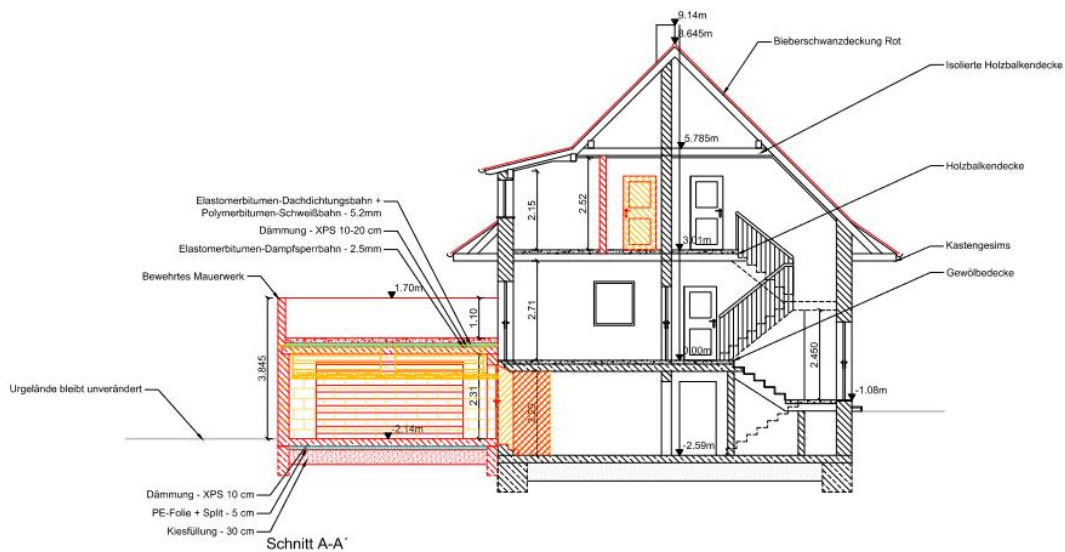 9.14m
8.645m
Bieberschwanzdeckung Rot
Isolierte Holzbalkendecke
5.785m
Holzbalkendecke
2.52
2.15
Elastomerbitumen-Dachdichtungsbahn +
Polymerbitumen-Schweißbahn - 5.2mm
Dämmung - XPS 10-20 cm
Elastomerbitumen-Dampfsperrbahn - 2.5mm
3.01m
Kastengesims
Gewölbedecke
Bewehrtes Mauerwerk
1.70m
1.10
2.71
0.00m
2.450
3.845
Urgelände bleibt unverändert
2.31
-1.08m
-2.14m
-2.59m
Dämmung - XPS 10 cm
PE-Folie + Split - 5 cm
Kiesfüllung - 30 cm
Schnitt A-A´